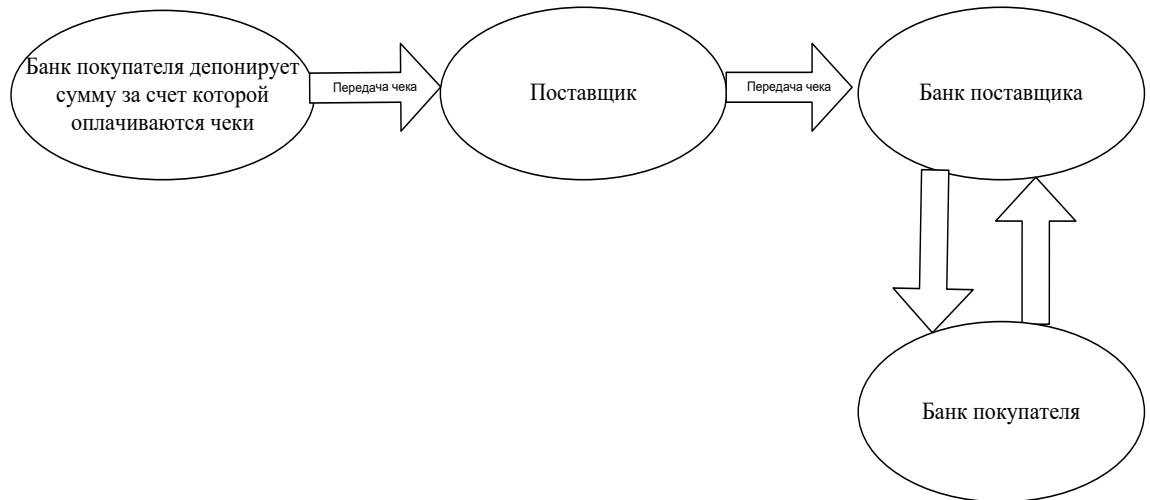 Банк покупателя депонирует
сумму за счет которой
оплачиваются чеки
Передача чека
Поставщик
Передача чека
Банк поставщика
Банк покупателя